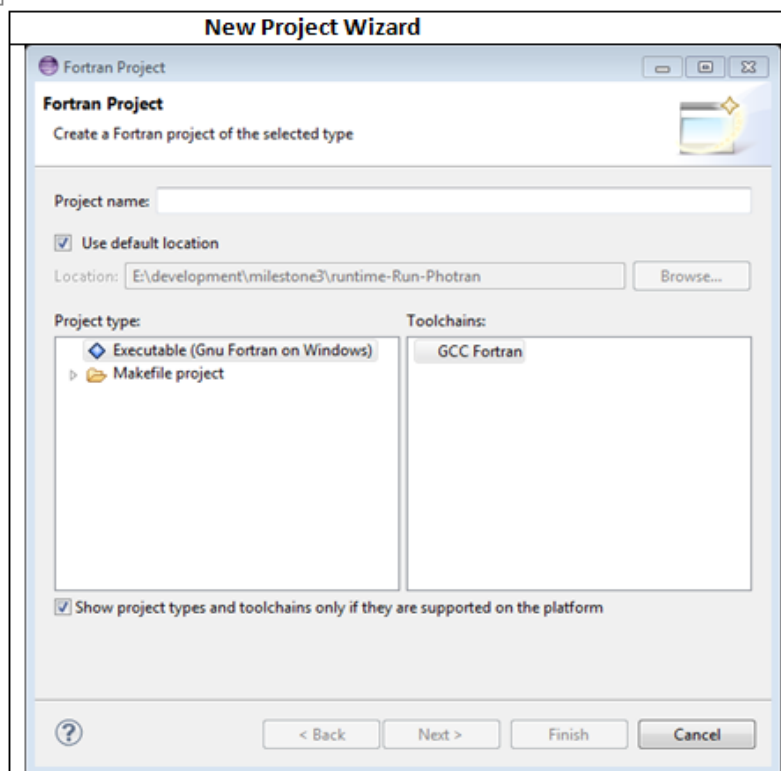 New Project Wizard
Fortran Project
Fortran Project
Create a Fortran project of the selected type
Project name:
Use default location
Location: E:\development\milestone3\runtime-Run-Photran Browse...
Project type: Toolchains:
Executable (Gnu Fortran on Windows) GCC Fortran
Makefile project
Show project types and toolchains only if they are supported on the platform
? < Back Next > Finish Cancel